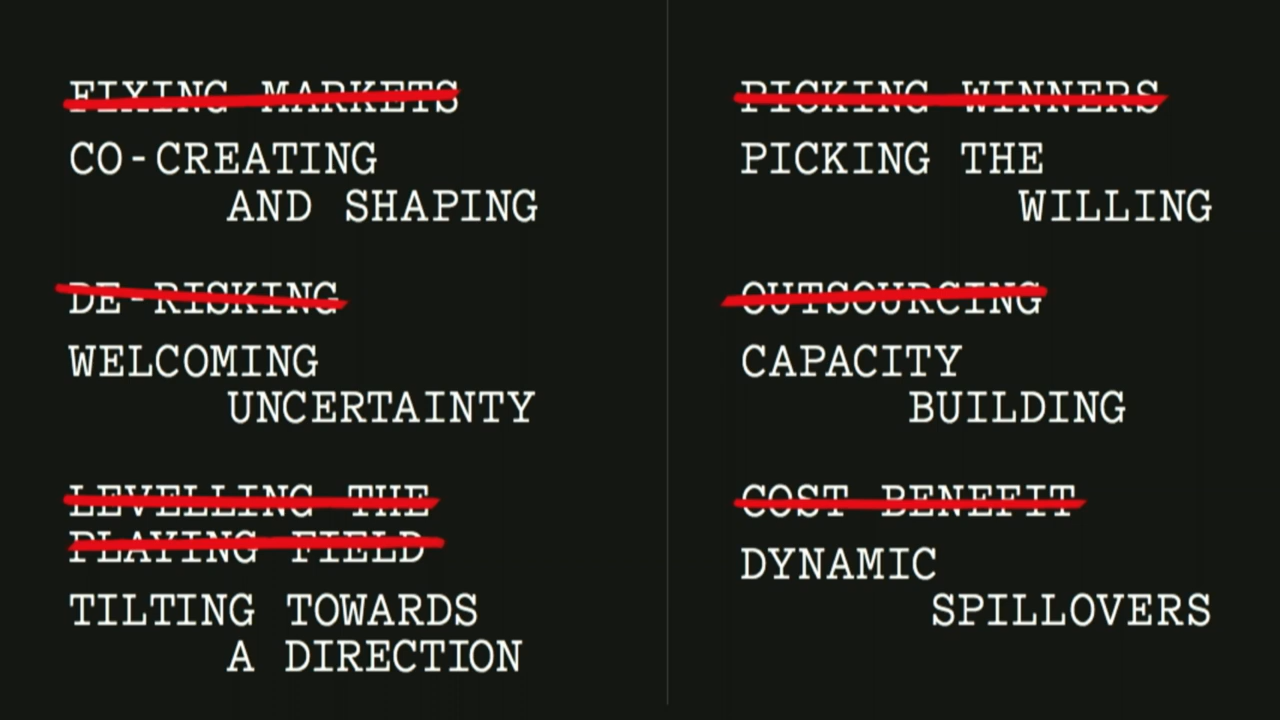 FIXING MARKETS
CO-CREATING
AND SHAPING
DE-RISKING
WELCOMING
UNCERTAINTY
LEVELLING THE
PLAYING FIELD
TILTING TOWARDS
A DIRECTION
PICKING WINNERS
PICKING THE
WILLING
OUTSOURCING
CAPACITY
BUILDING
COST BENEFIT
DYNAMIC
SPILLOVERS